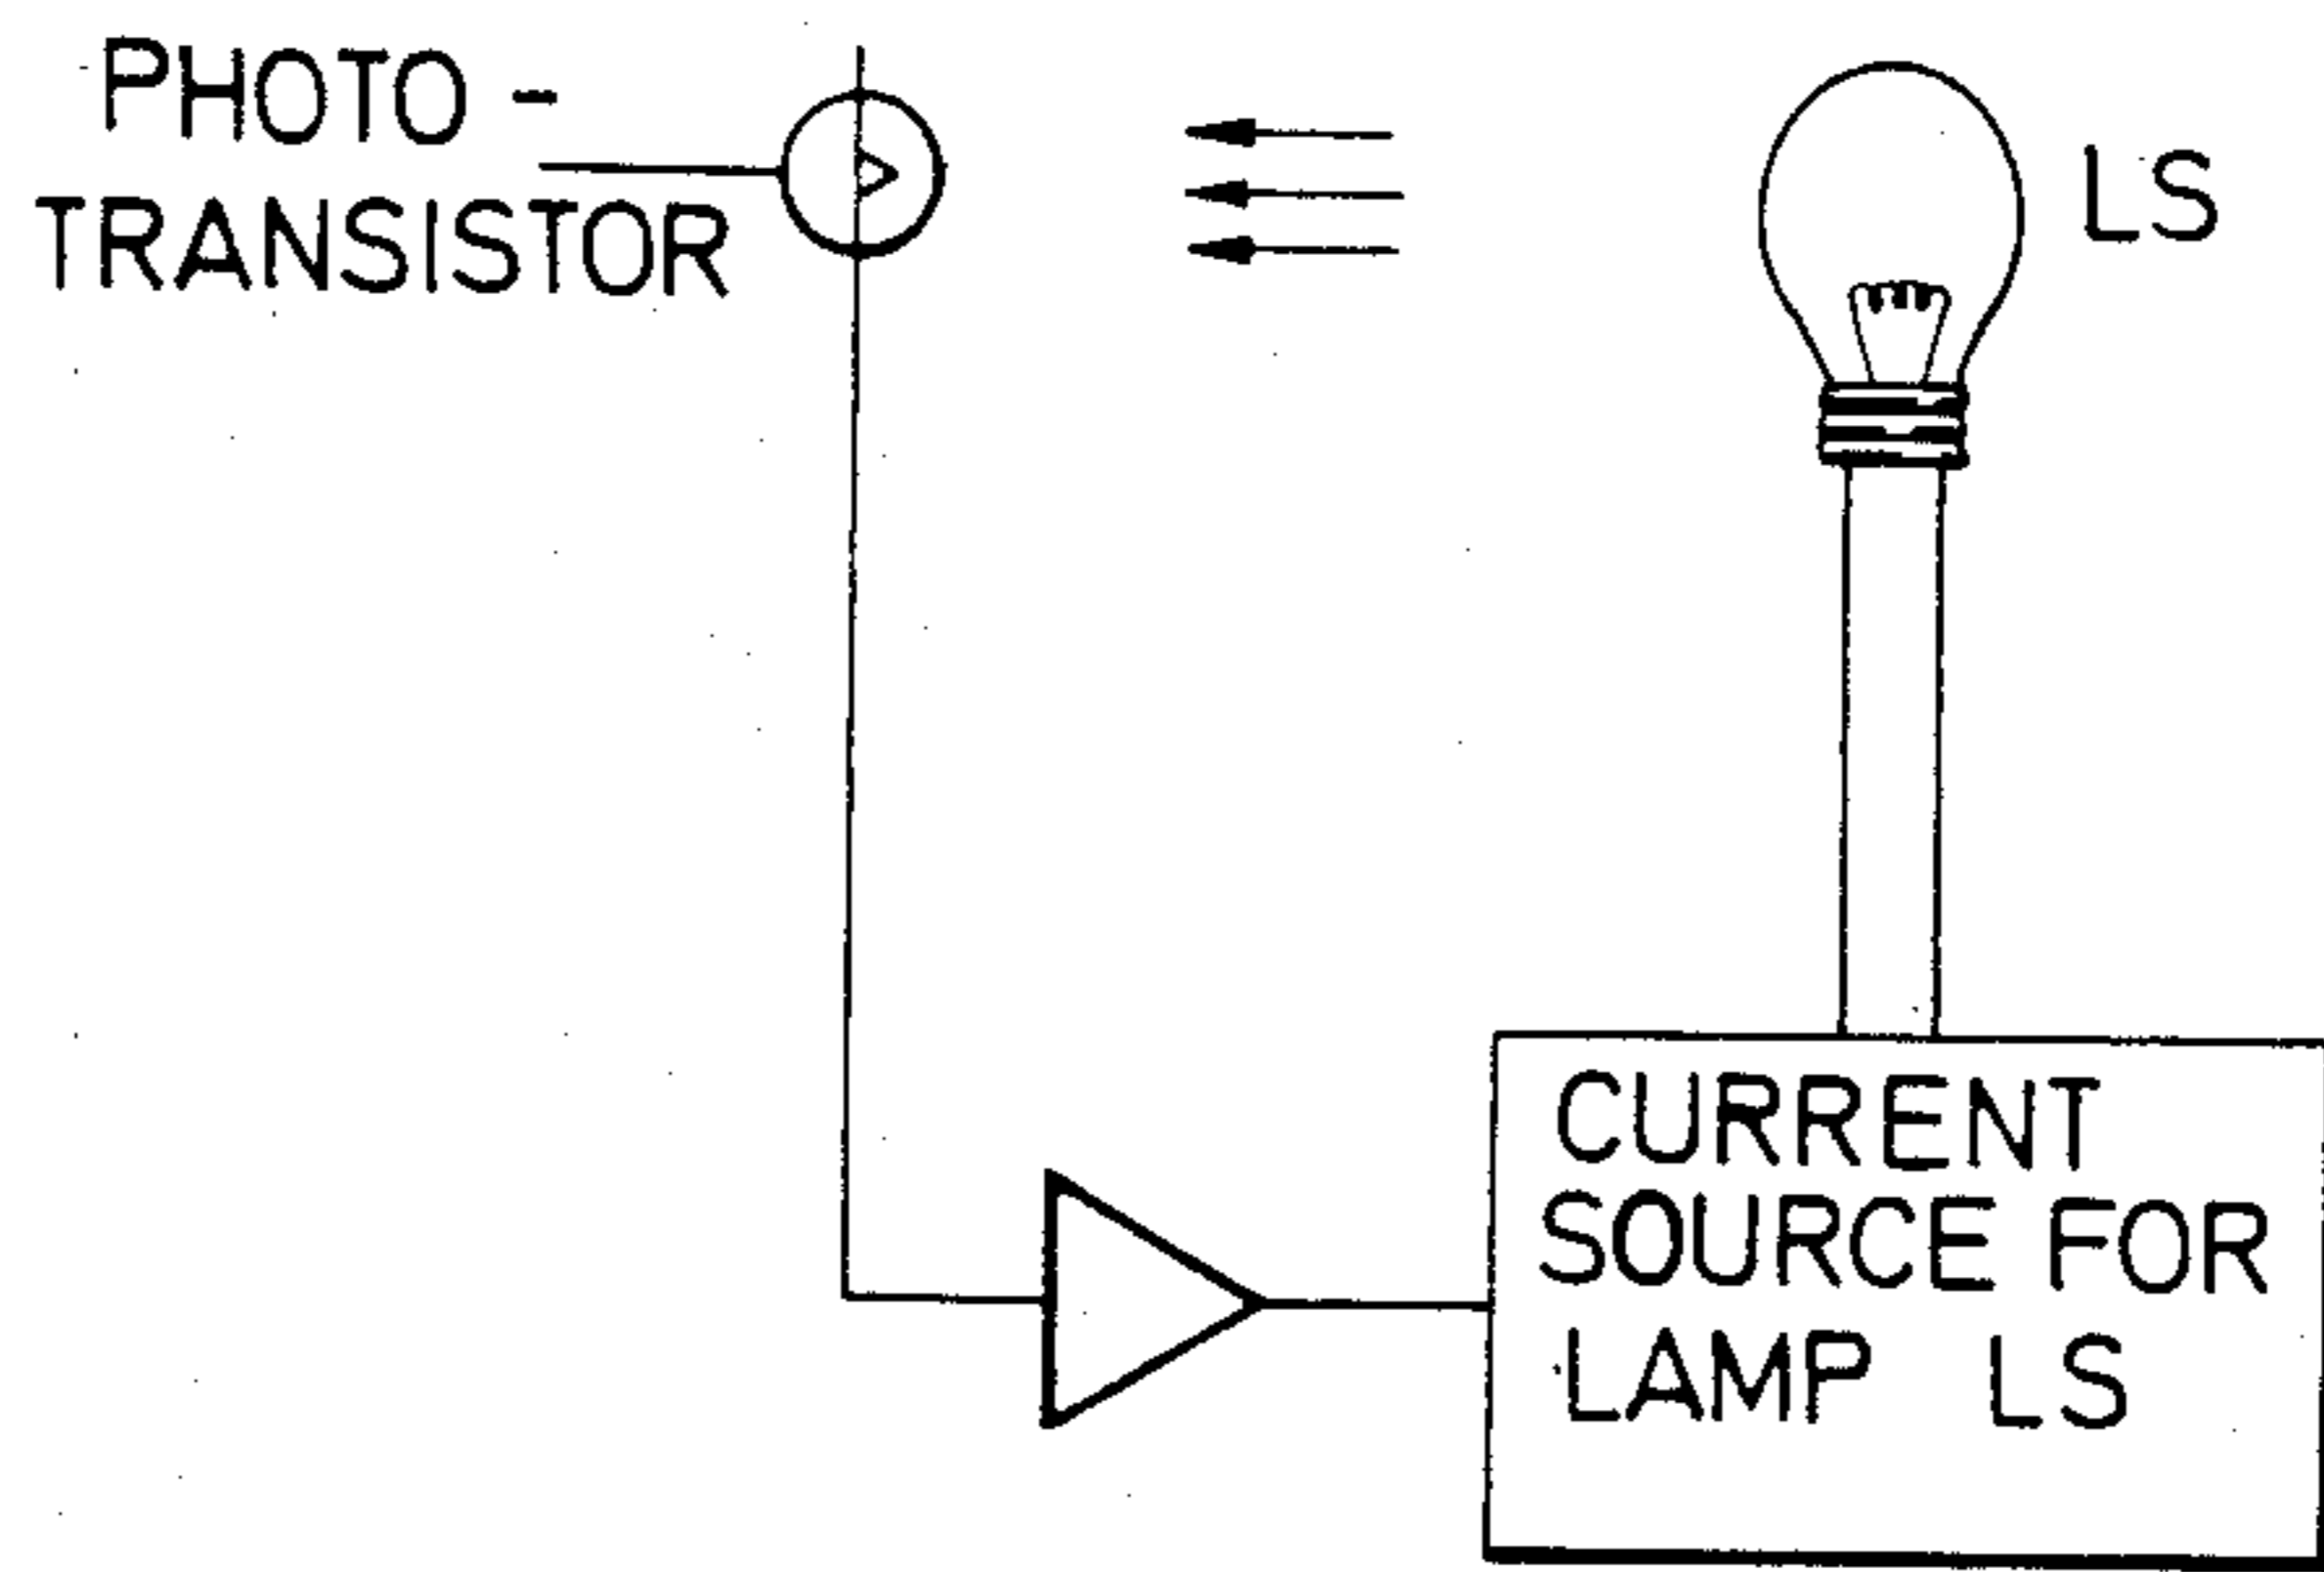 PHOTO -
TRANSISTOR
LS
CURRENT
SOURCE FOR
LAMP LS